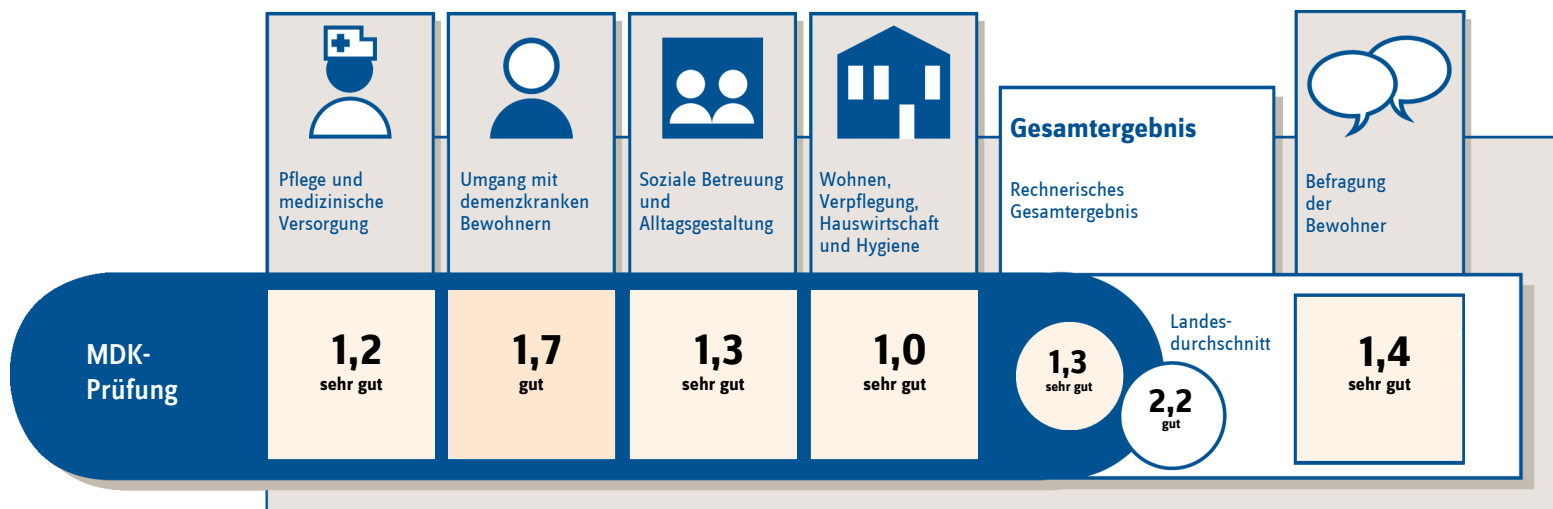 Pflege und
medizinische
Versorgung
Umgang mit
demenzkranken
Bewohnern
Soziale Betreuung
und
Alltagsgestaltung
Wohnen,
Verpflegung,
Hauswirtschaft
und Hygiene
Gesamtergebnis
Rechnerisches
Gesamtergebnis
Befragung
der
Bewohner
MDK-
Prüfung
1,2
sehr gut
1,7
gut
1,3
sehr gut
1,0
sehr gut
1,3
sehr gut
Landes-
durchschnitt
2,2
gut
1,4
sehr gut